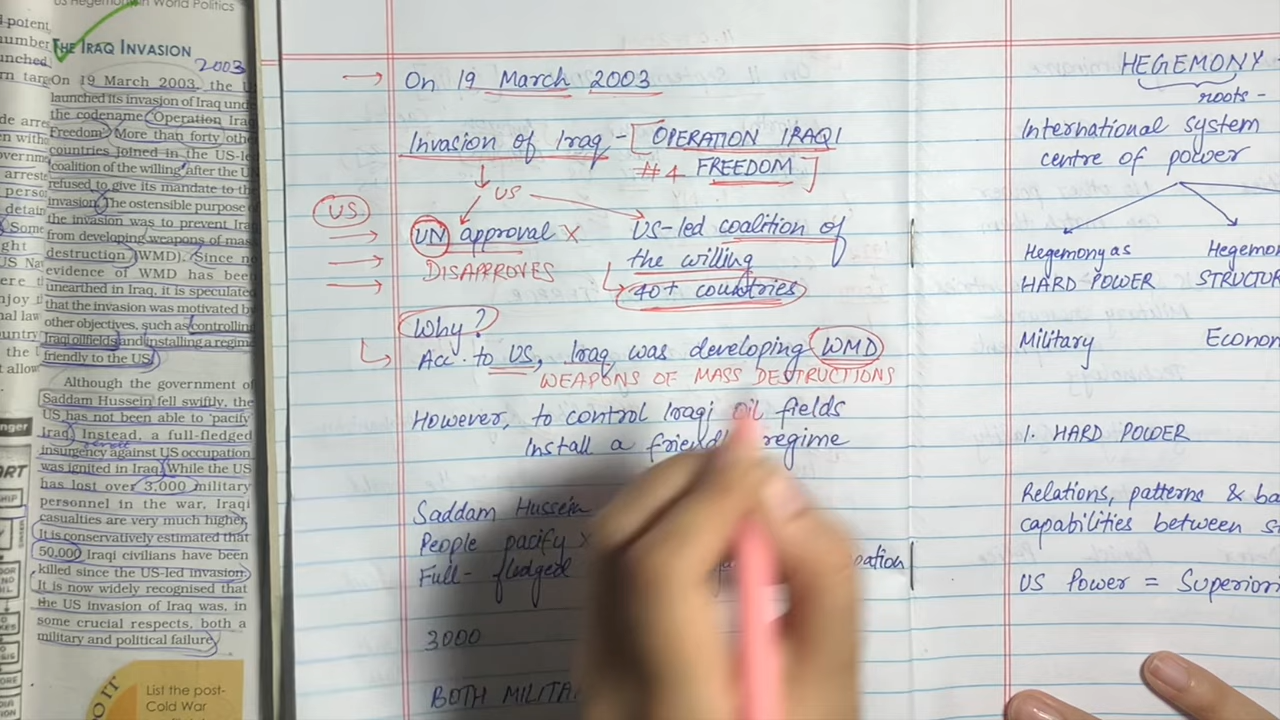 US Hegemony in World Politics
THE IRAQ INVASION
2003
On 19 March 2003, the U
launched its invasion of Iraq unde
the codename 'Operation Iraq
Freedom'. More than forty othe
countries joined in the US-led
'coalition of the willing' after the U
refused to give its mandate to th
invasion. The ostensible purpose o
the invasion was to prevent Ira
from developing weapons of mas
destruction (WMD). Since no
evidence of WMD has been
unearthed in Iraq, it is speculated
that the invasion was motivated by
other objectives, such as controlling
Iraqi oilfields and installing a regime
friendly to the US.
Although the government of
Saddam Hussein fell swiftly, the
US has not been able to 'pacify'
Iraq. Instead, a full-fledged
insurgency against US occupation
was ignited in Iraq. While the US
has lost over 3,000 military
personnel in the war, Iraqi
casualties are very much higher.
It is conservatively estimated that
50,000 Iraqi civilians have been
killed since the US-led invasion.
It is now widely recognised that
the US invasion of Iraq was, in
some crucial respects, both a
military and political failure.
List the post-
Cold War
On 19 March 2003
Invasion of Iraq - [OPERATION IRAQI
#4 FREEDOM]
US
US
UN approval X
US-led coalition of
DISAPPROVES
the willing
40+ countries
Why?
Acc. to US, Iraq was developing WMD
WEAPONS OF MASS DESTRUCTIONS
However, to control Iraqi oil fields
Install a friendly regime
Saddam Hussein
People pacify X
Full-fledged
3000
HEGEMONY -
roots -
International system
centre of power
Hegemony as
HARD POWER
Military
1. HARD POWER
Relations, patterns & ba
capabilities between s
US Power = Superior